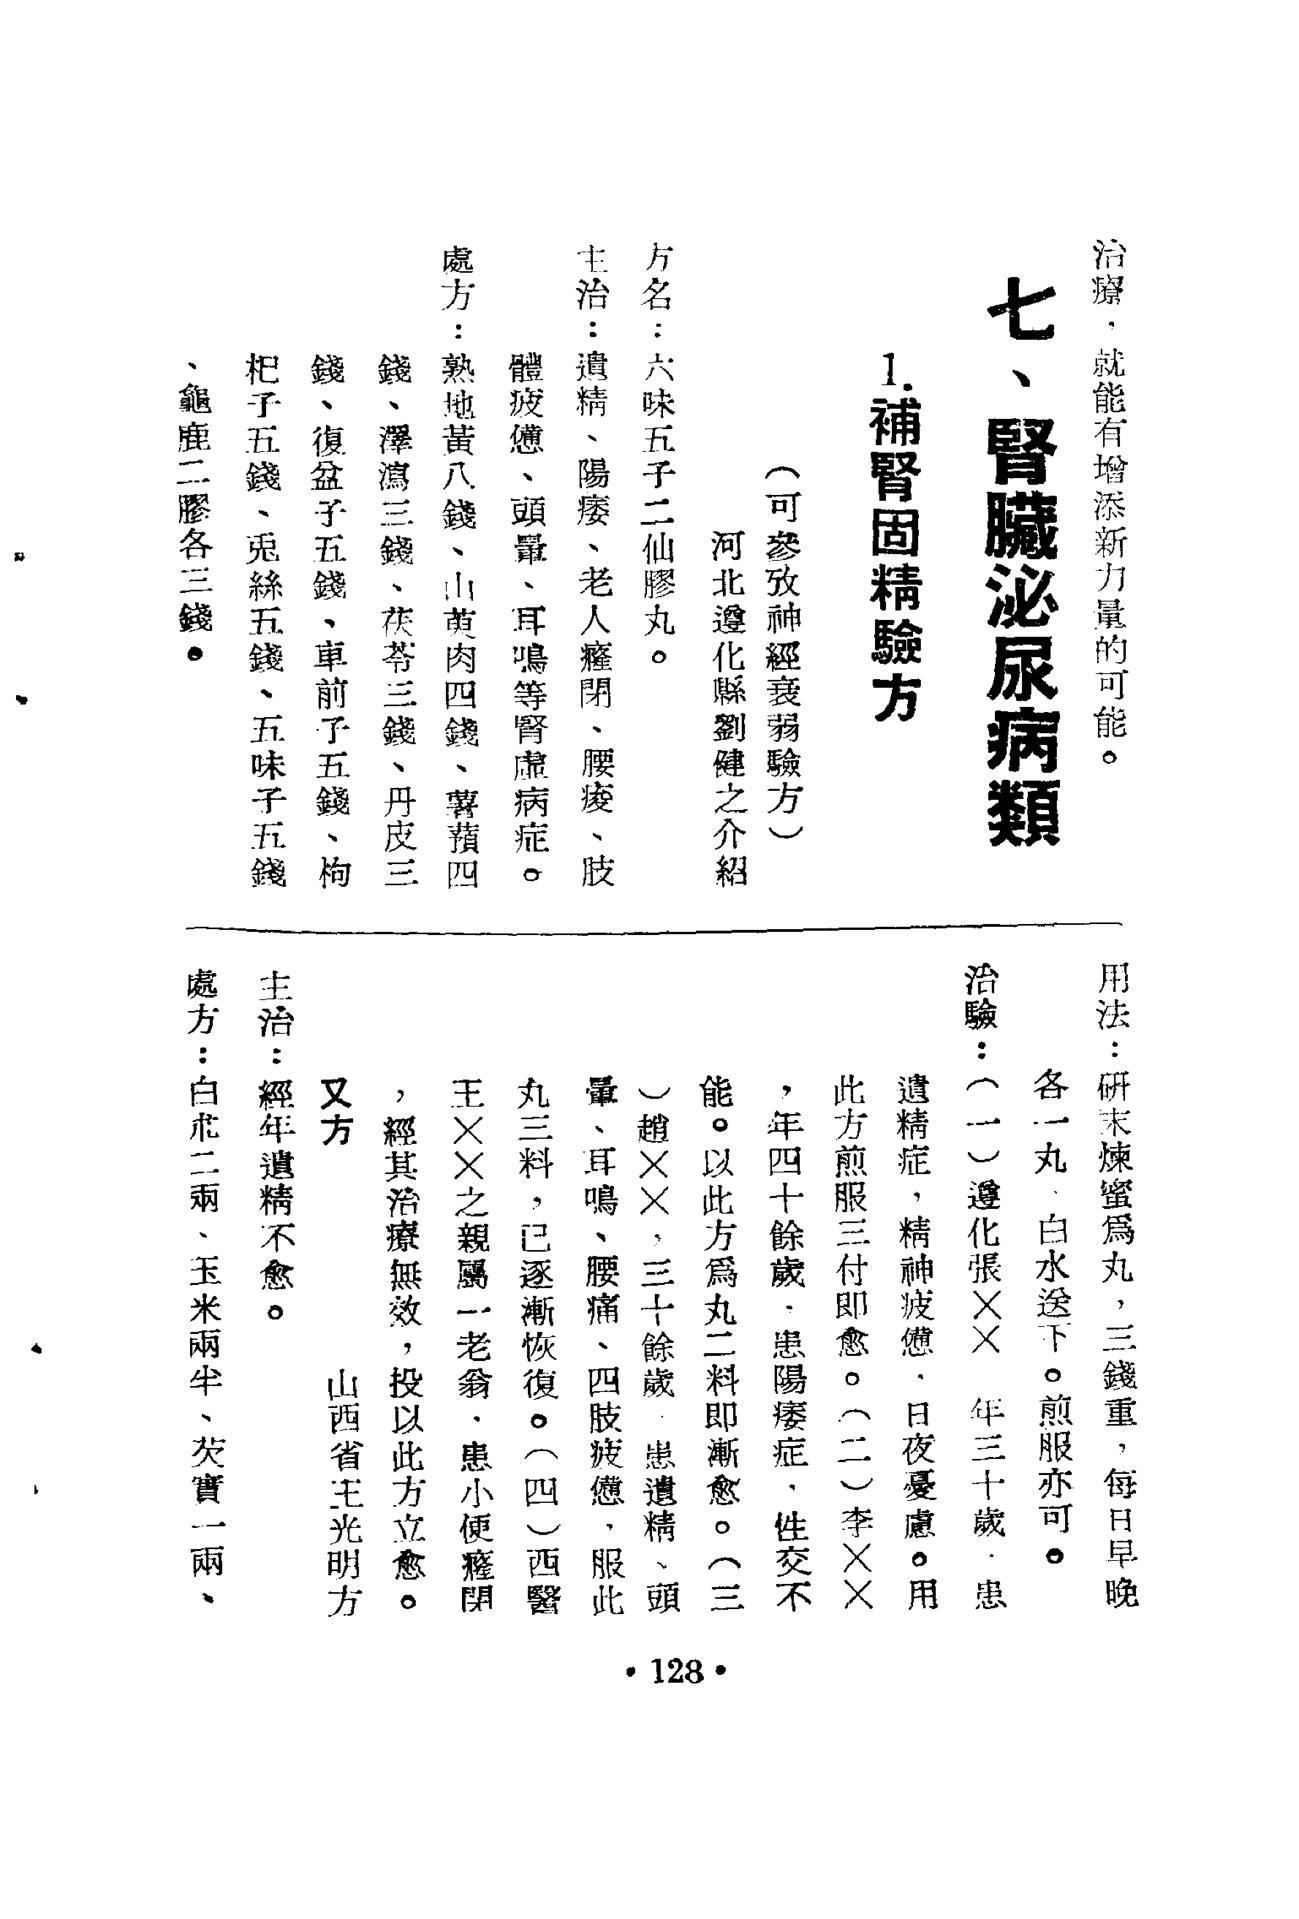 治療，就能有增添新力量的可能。
七、腎臟泌尿病類
1.補腎固精驗方
（可參攷神經衰弱驗方）
河北遵化縣劉健之介紹
方名：六味五子二仙膠丸。
主治：遺精、陽痿、老人癃閉、腰痠、肢
體疲憊、頭暈、耳鳴等腎虛病症。
處方：熟地黃八錢、山萸肉四錢、薯蕷四
錢、澤瀉三錢、茯苓三錢、丹皮三
錢、復盆子五錢、車前子五錢、枸
杞子五錢、兎絲五錢、五味子五錢
、龜鹿二膠各三錢。
用法：研末煉蜜爲丸，三錢重，每日早晚
各一丸，白水送下。煎服亦可。
治驗：（一）遵化張××　年三十歲，患
遺精症，精神疲憊，日夜憂慮。用
此方煎服三付即愈。（二）李××
，年四十餘歲，患陽痿症，性交不
能。以此方爲丸二料即漸愈。（三
）趙××，三十餘歲，患遺精、頭
暈、耳鳴、腰痛、四肢疲憊，服此
丸三料，已逐漸恢復。（四）西醫
王××之親屬一老翁，患小便癃閉
，經其治療無效，投以此方立愈。
又方
山西省王光明方
主治：經年遺精不愈。
處方：白朮二兩、玉米兩半、芡實一兩、
·128·